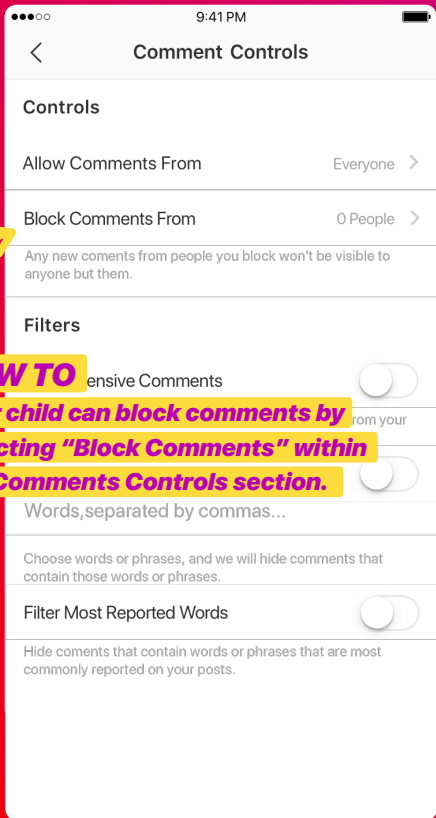 9:41 PM
Comment Controls
Controls
Allow Comments From Everyone
Block Comments From 0 People
Any new coments from people you block won't be visible to
anyone but them.
Filters
W TO
ensive Comments
child can block comments by
rom your
cting “Block Comments” within
Comments Controls section.
Words,separated by commas...
Choose words or phrases, and we will hide comments that
contain those words or phrases.
Filter Most Reported Words
Hide coments that contain words or phrases that are most
commonly reported on your posts.